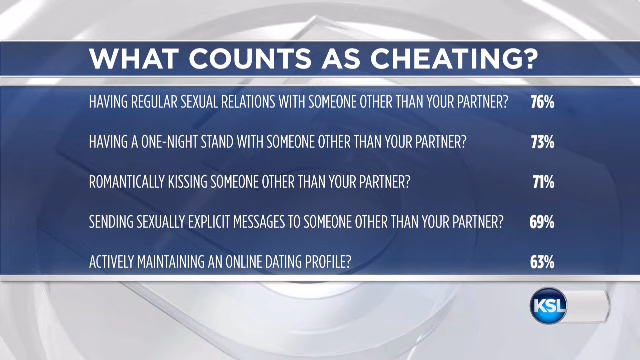 WHAT COUNTS AS CHEATING?
HAVING REGULAR SEXUAL RELATIONS WITH SOMEONE OTHER THAN YOUR PARTNER? 76%
HAVING A ONE-NIGHT STAND WITH SOMEONE OTHER THAN YOUR PARTNER? 73%
ROMANTICALLY KISSING SOMEONE OTHER THAN YOUR PARTNER? 71%
SENDING SEXUALLY EXPLICIT MESSAGES TO SOMEONE OTHER THAN YOUR PARTNER? 69%
ACTIVELY MAINTAINING AN ONLINE DATING PROFILE? 63%
KSL